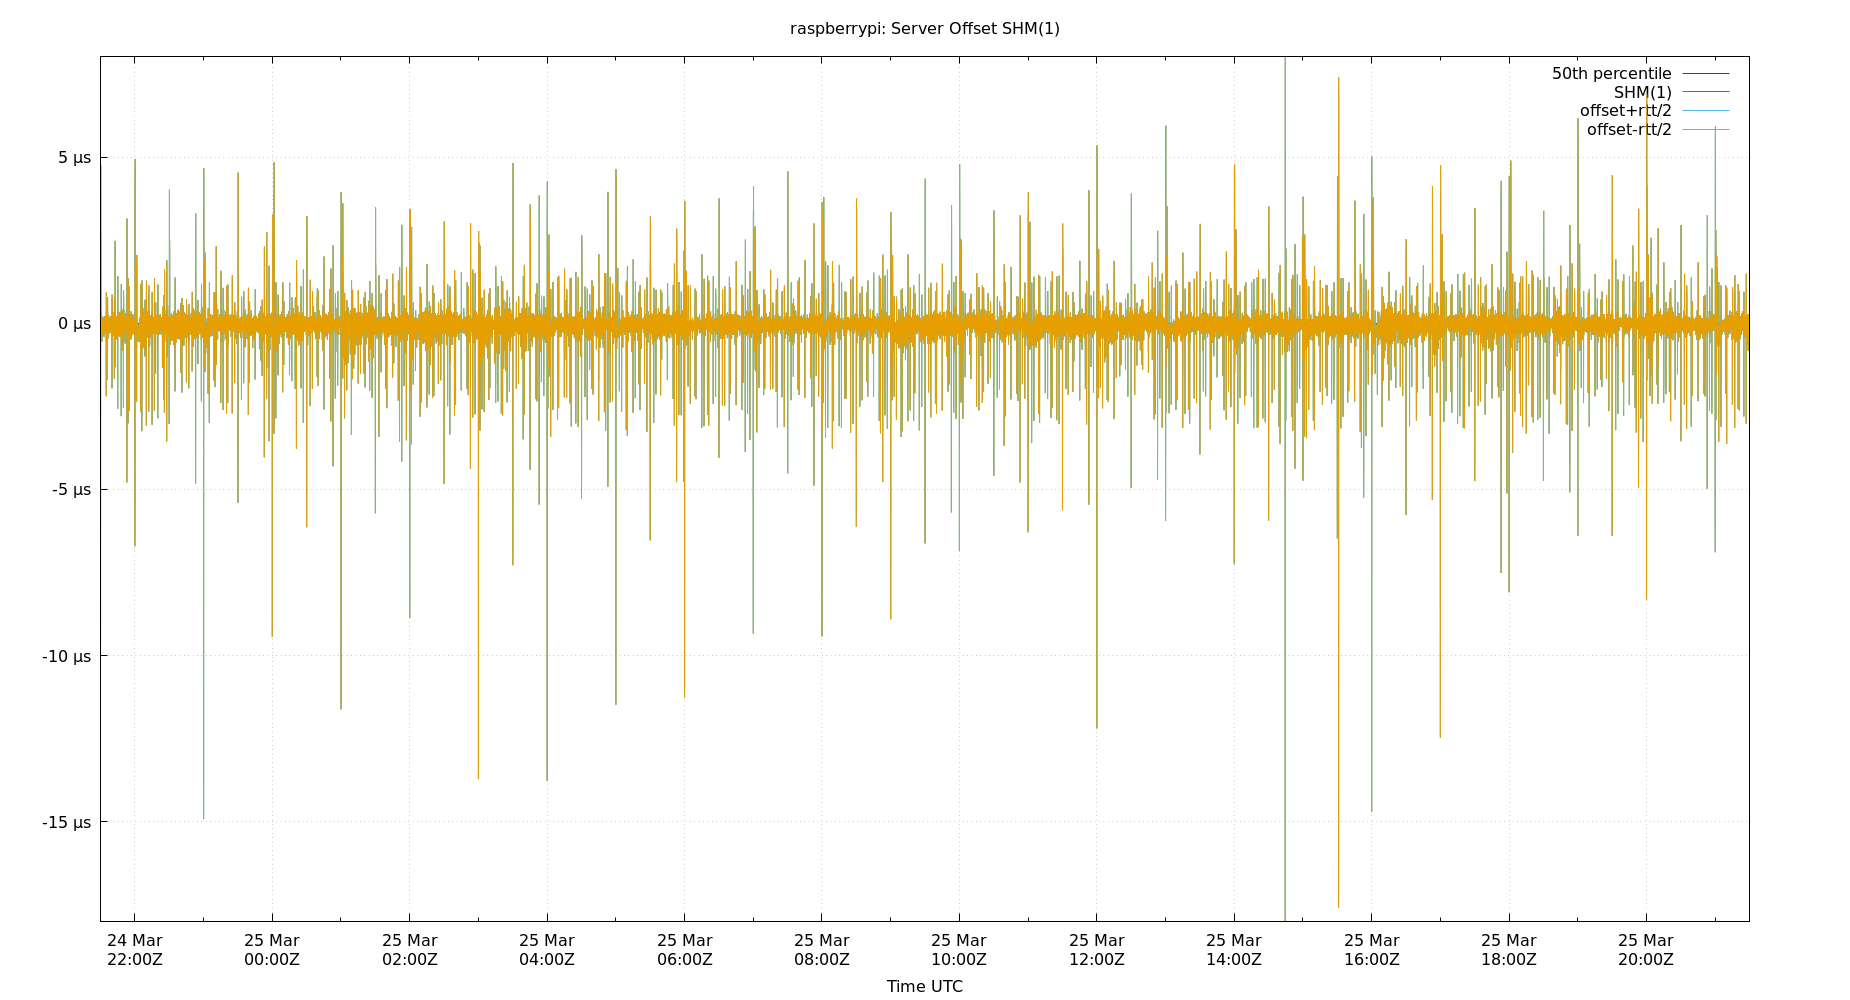 raspberrypi: Server Offset SHM(1)
50th percentile
SHM(1)
offset+rtt/2
offset-rtt/2
5 µs
0 µs
-5 µs
-10 µs
-15 µs
24 Mar 25 Mar 25 Mar 25 Mar 25 Mar 25 Mar 25 Mar 25 Mar 25 Mar 25 Mar 25 Mar 25 Mar
22:00Z 00:00Z 02:00Z 04:00Z 06:00Z 08:00Z 10:00Z 12:00Z 14:00Z 16:00Z 18:00Z 20:00Z
Time UTC